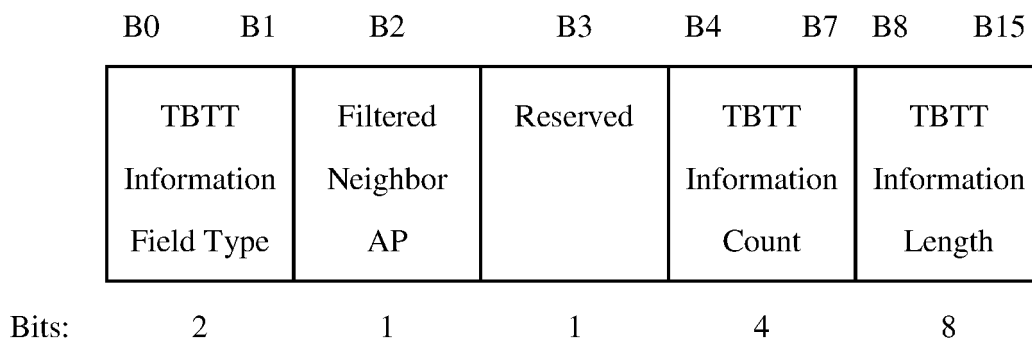 B0 B1 B2 B3 B4 B7 B8 B15
TBTT Filtered Reserved TBTT TBTT
Information Neighbor Information Information
Field Type AP Count Length
Bits: 2 1 1 4 8